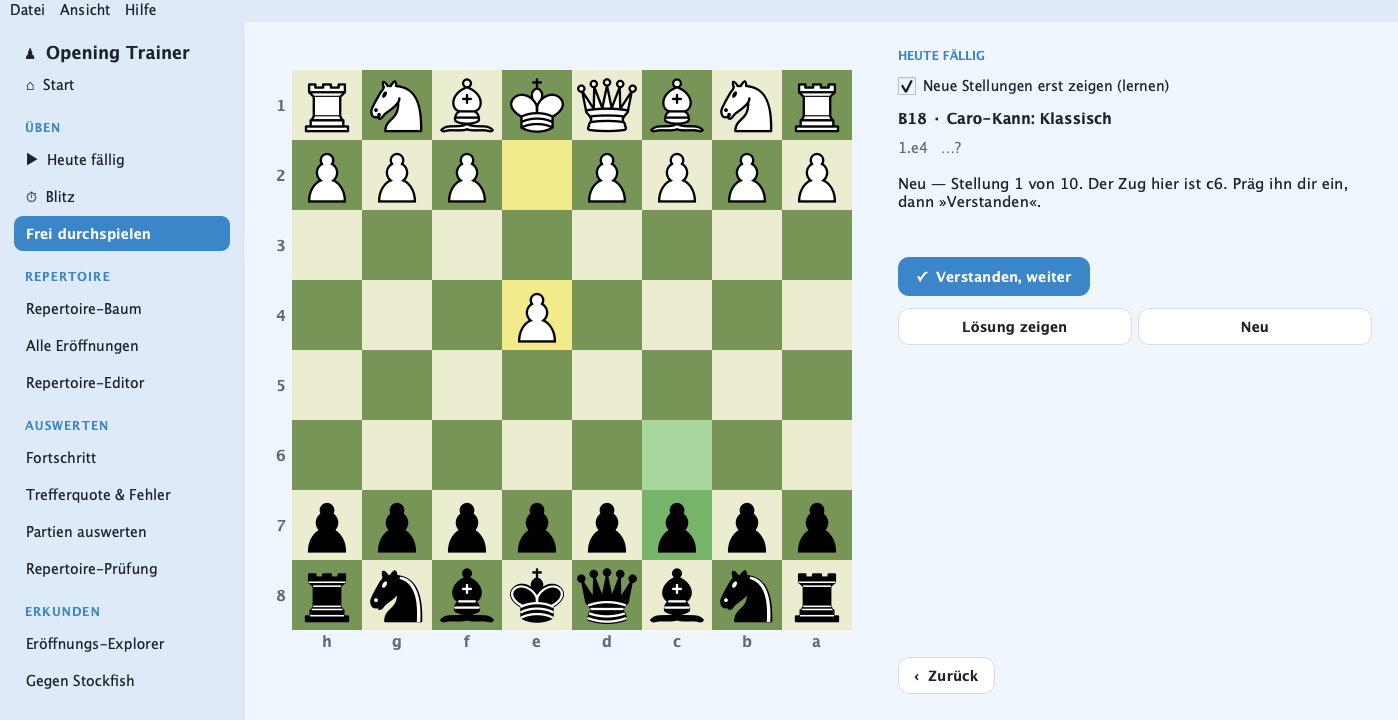 Datei Ansicht Hilfe
Opening Trainer
Start
ÜBEN
Heute fällig
Blitz
Frei durchspielen
REPERTOIRE
Repertoire-Baum
Alle Eröffnungen
Repertoire-Editor
AUSWERTEN
Fortschritt
Trefferquote & Fehler
Partien auswerten
Repertoire-Prüfung
ERKUNDEN
Eröffnungs-Explorer
Gegen Stockfish
1
2
3
4
5
6
7
8
h g f e d c b a
HEUTE FÄLLIG
Neue Stellungen erst zeigen (lernen)
B18 · Caro-Kann: Klassisch
1.e4 …?
Neu — Stellung 1 von 10. Der Zug hier ist c6. Präg ihn dir ein,
dann »Verstanden«.
✓ Verstanden, weiter
Lösung zeigen
Neu
‹ Zurück